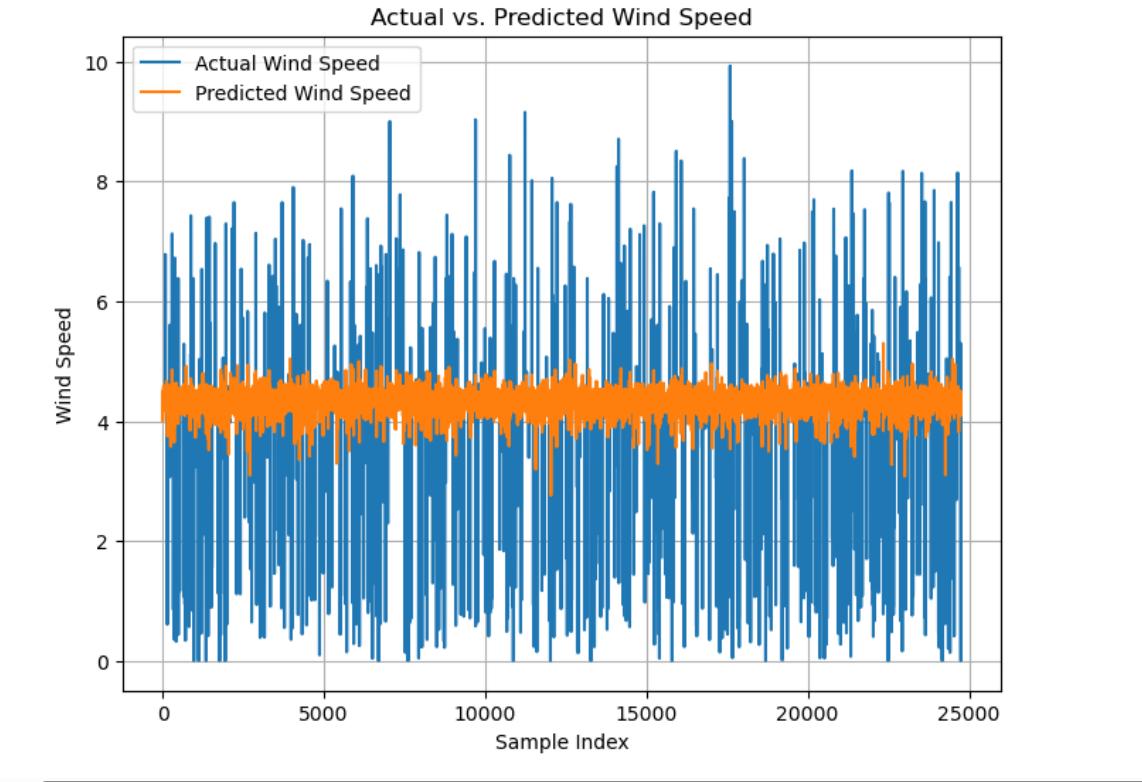 Actual vs. Predicted Wind Speed
Actual Wind Speed
Predicted Wind Speed
10
8
6
4
2
0
Wind Speed
0 5000 10000 15000 20000 25000
Sample Index